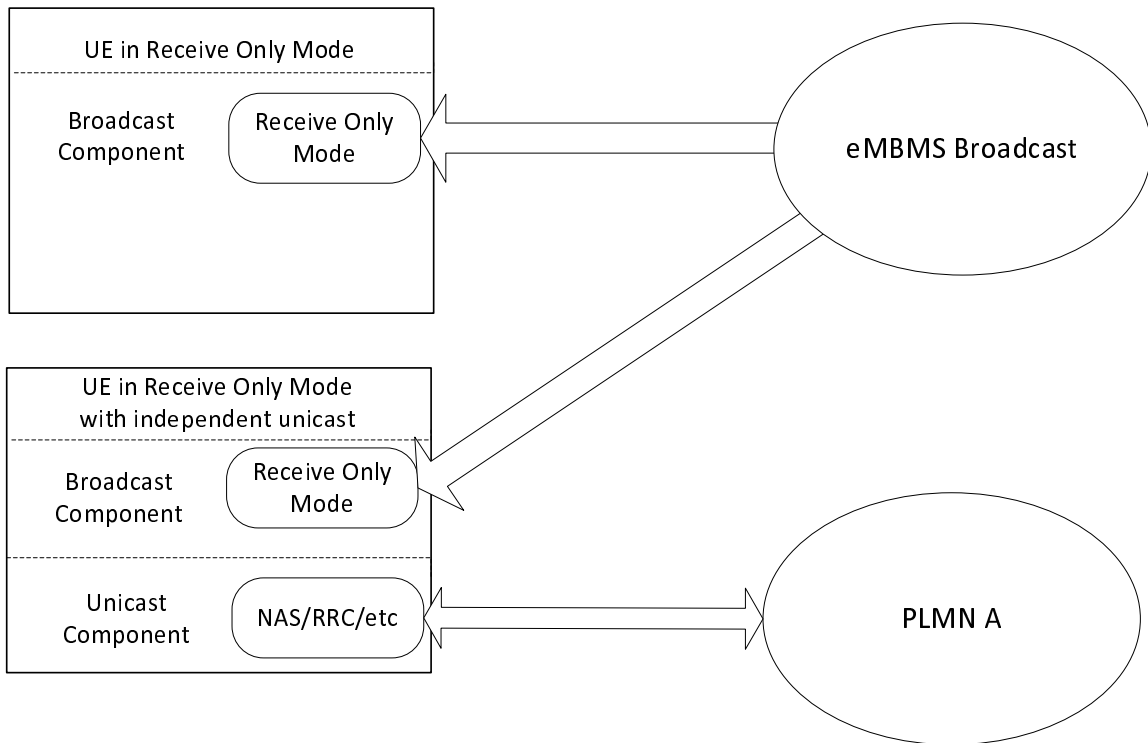 UE in Receive Only Mode
Broadcast
Component
Receive Only
Mode
eMBMS Broadcast
UE in Receive Only Mode
with independent unicast
Broadcast
Component
Receive Only
Mode
Unicast
Component
NAS/RRC/etc
PLMN A